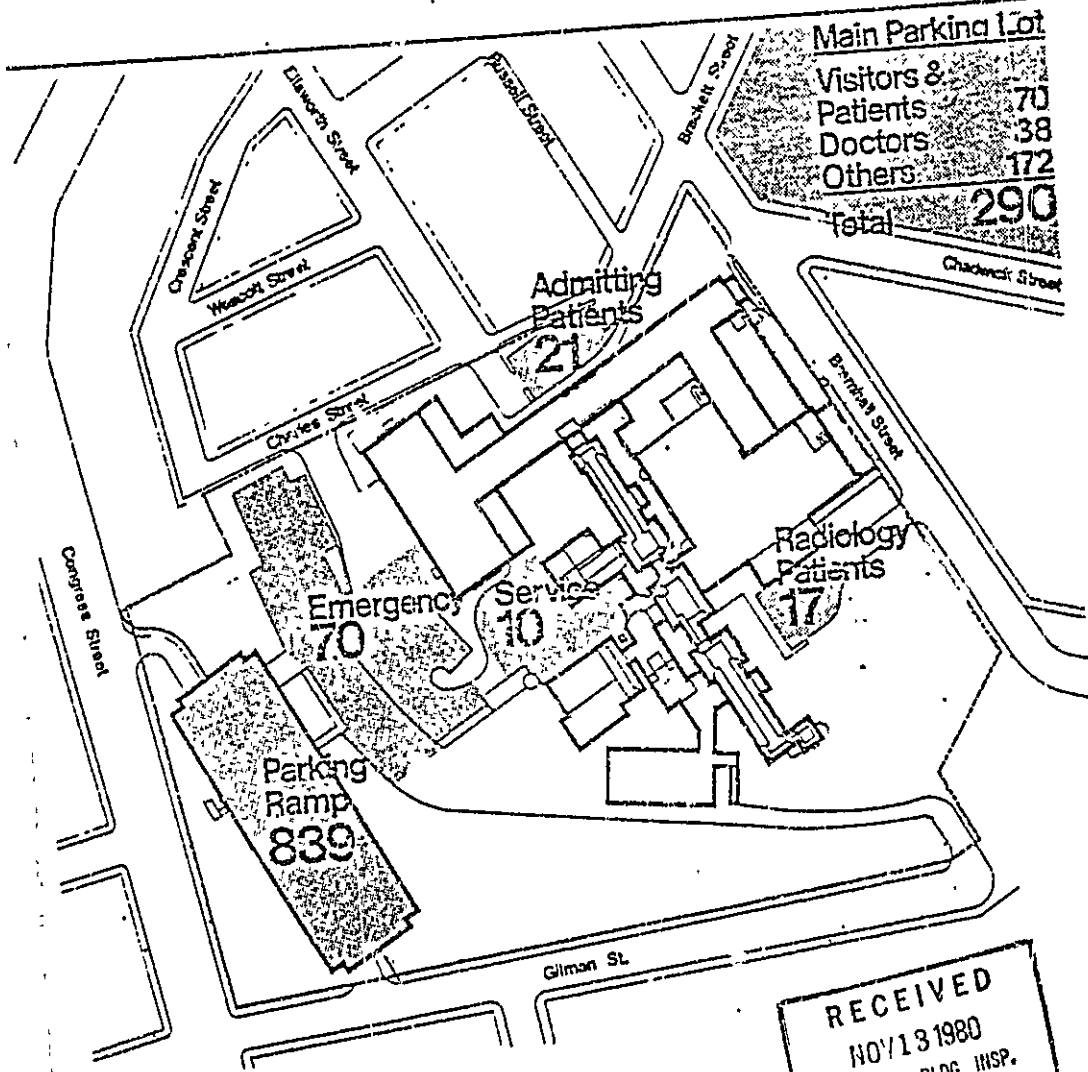 Main Parking Lot
Visitors &
Patients 70
Doctors 38
Others 172
Total 290
Ellsworth Street
Russell Street
Brackett Street
Crescent Street
Wescott Street
Chadwick Street
Admitting
Patients
21
Charles Street
Bramhall Street
Congress Street
Radiology
Patients
17
Emergency
70
Service
10
Parking
Ramp
839
Gilman St.
RECEIVED
NOV 13 1980
BLDG. INSP.